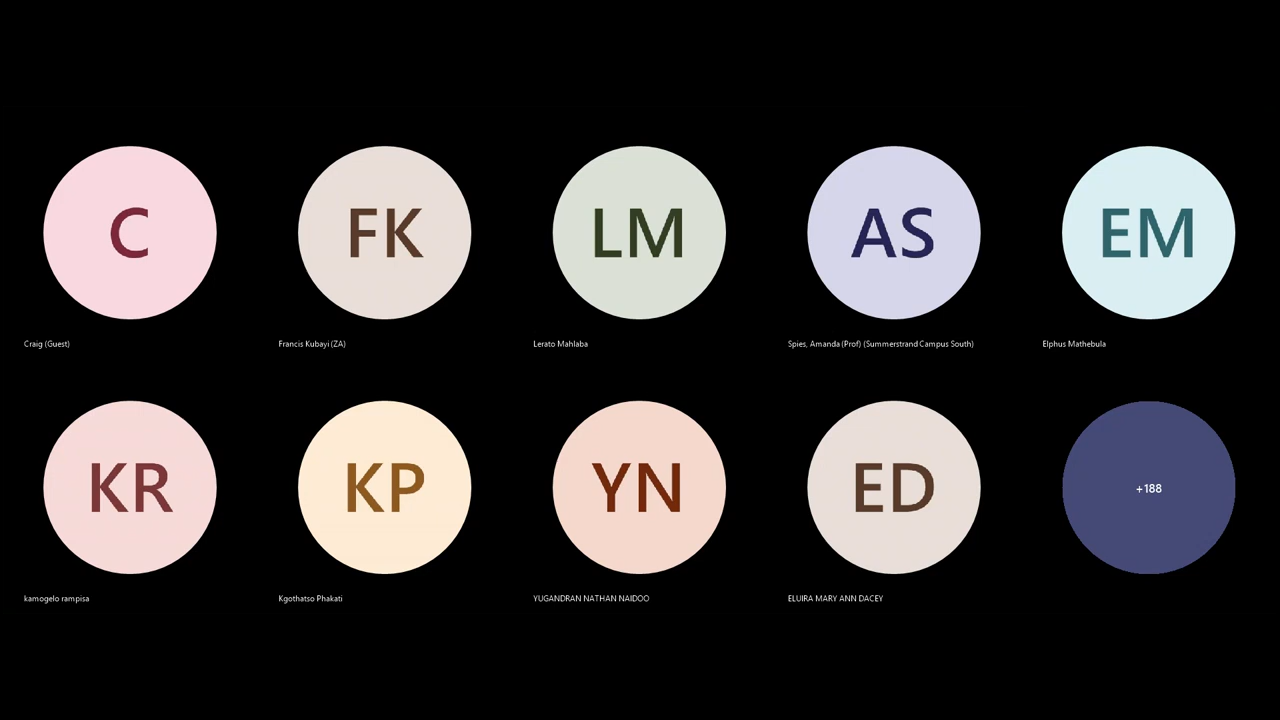 C
FK
LM
AS
EM
Craig (Guest)
Francis Kubayi (ZA)
Lerato Mahlaba
Spies, Amanda (Prof) (Summerstrand Campus South)
Elphus Mathebula
KR
KP
YN
ED
+188
kamogelo rampisa
Kgothatso Phakati
YUGANDRAN NATHAN NAIDOO
ELUIRA MARY ANN DACEY